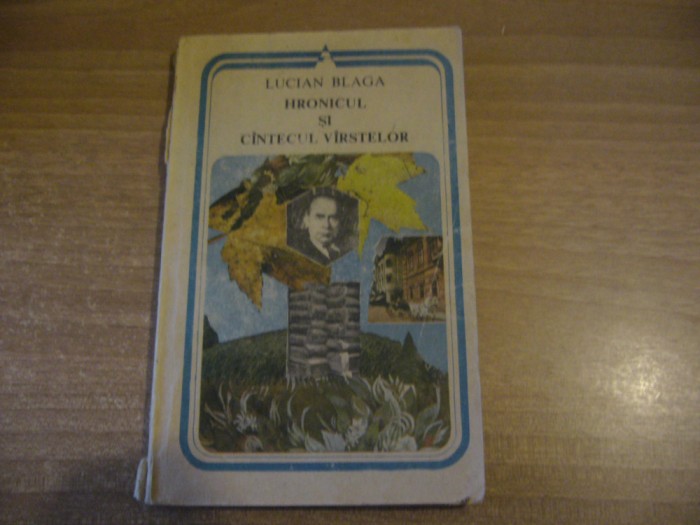 LUCIAN BLAGA
HRONICUL
ȘI
CÎNTECUL VÎRSTELOR